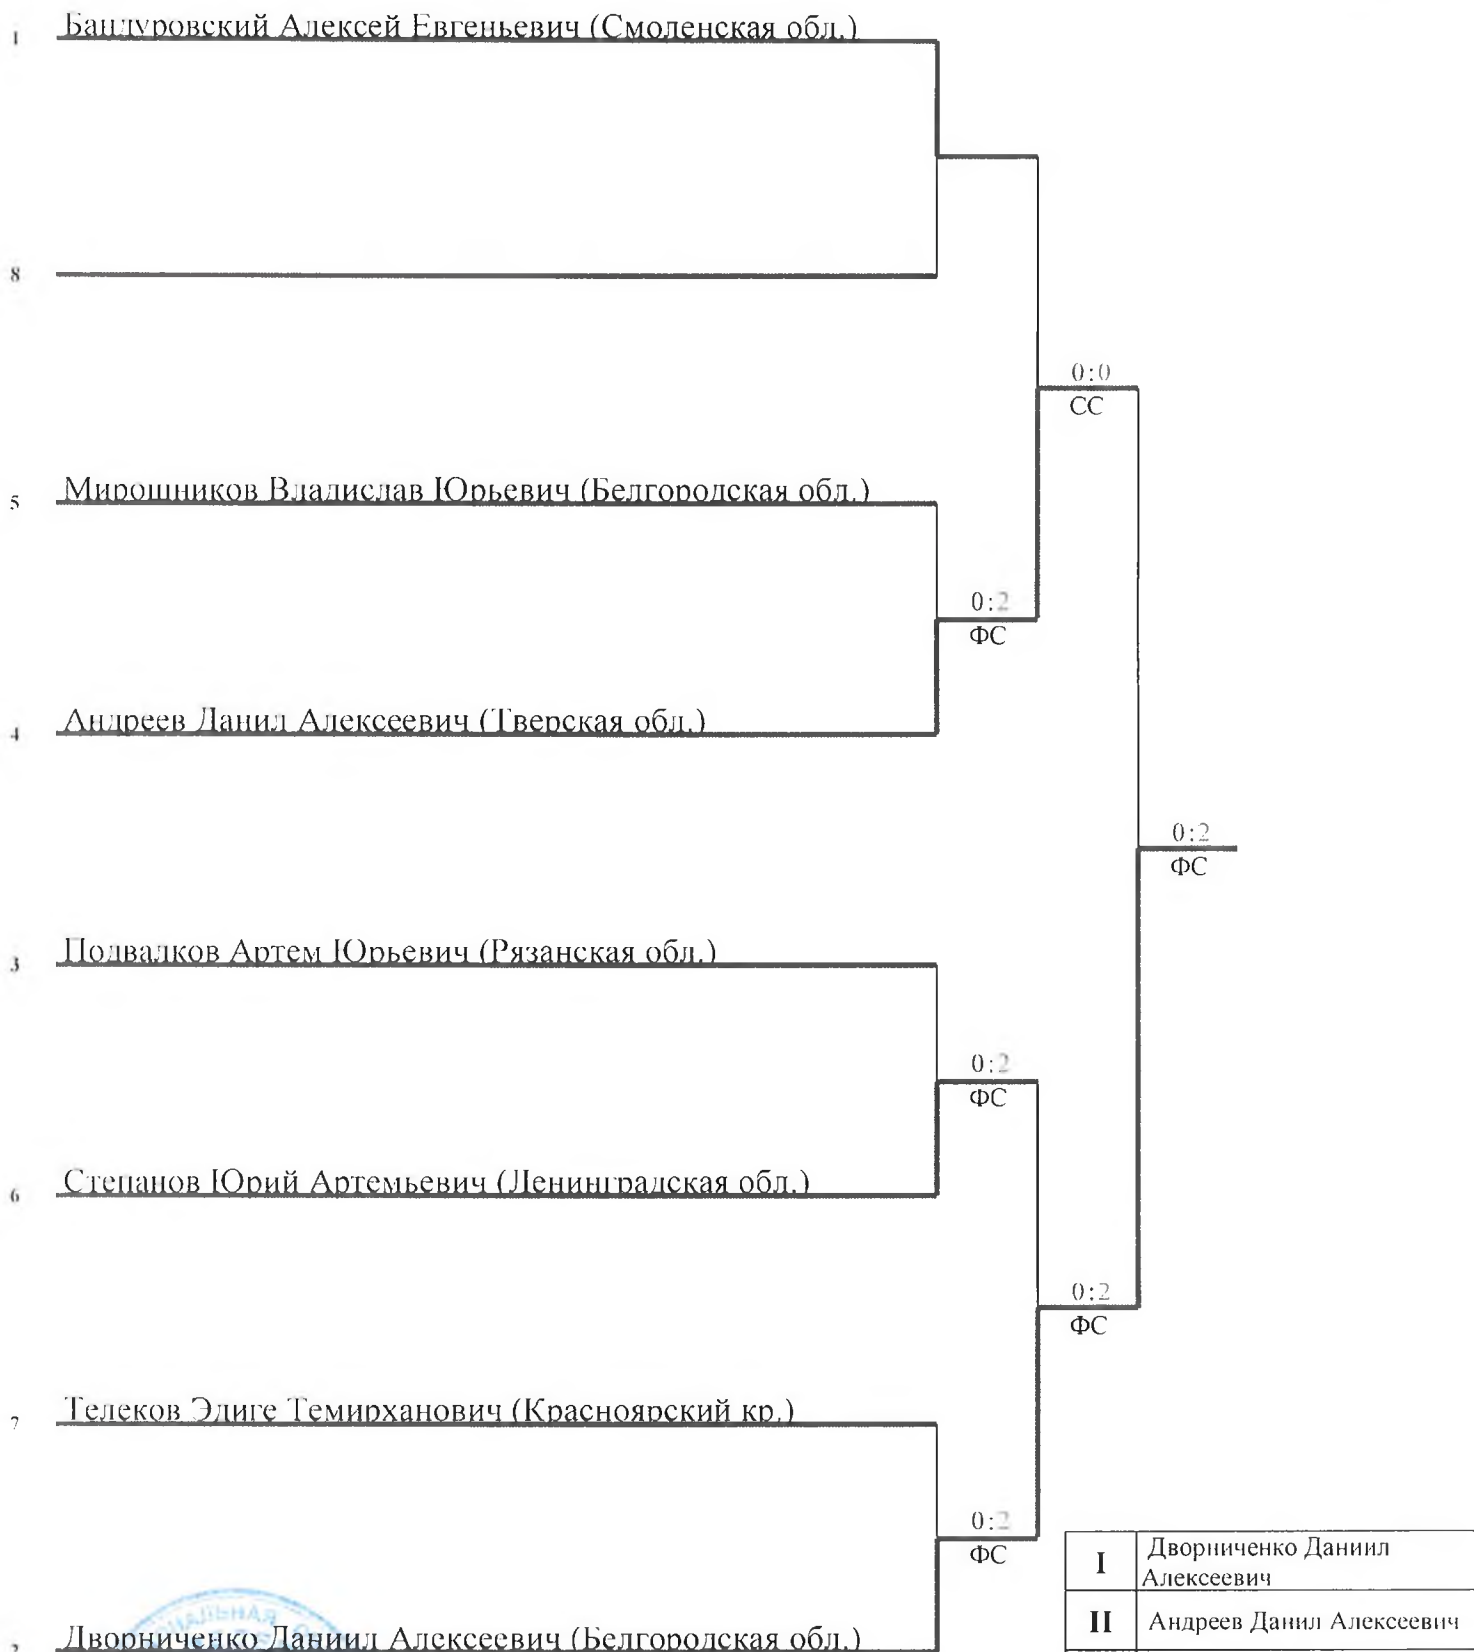 1 Бандуровский Алексей Евгеньевич (Смоленская обл.)
8
0:0
СС
5 Мирошников Владислав Юрьевич (Белгородская обл.)
0:2
ФС
4 Андреев Данил Алексеевич (Тверская обл.)
0:2
ФС
3 Подвалков Артем Юрьевич (Рязанская обл.)
0:2
ФС
6 Степанов Юрий Артемьевич (Ленинградская обл.)
0:2
ФС
7 Телеков Эдиге Темирханович (Красноярский кр.)
0:2
ФС
I Дворниченко Даниил
Алексеевич
II Андреев Данил Алексеевич
2 Дворниченко Даниил Алексеевич (Белгородская обл.)